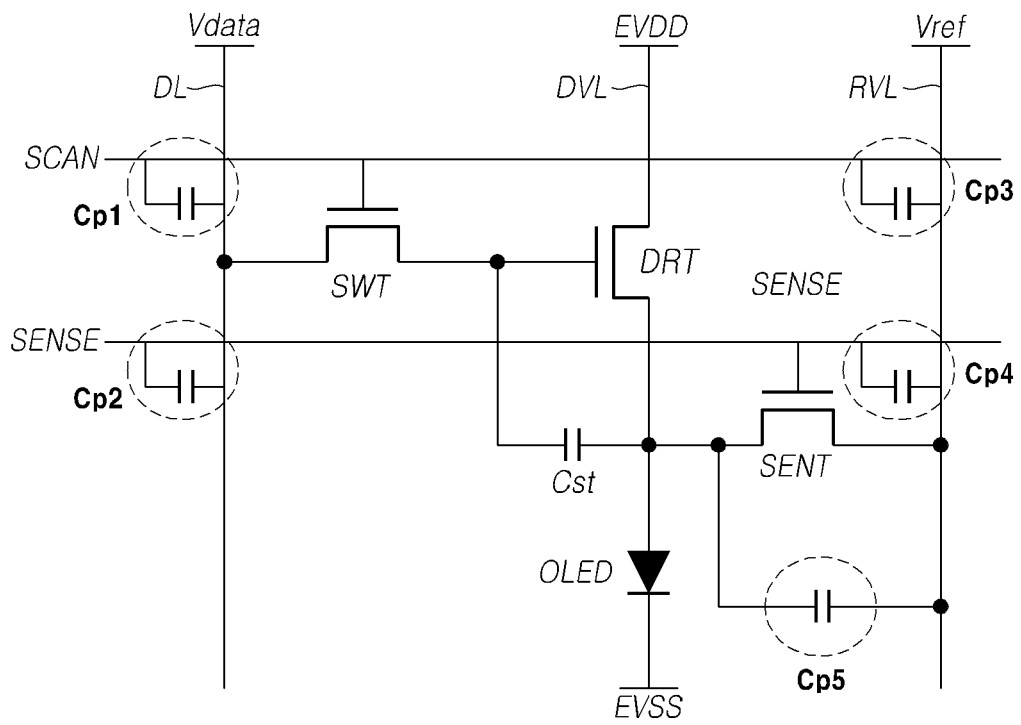 Vdata
EVDD
Vref
DL
DVL
RVL
SCAN
Cp1
Cp3
SWT
DRT
SENSE
SENSE
Cp2
Cp4
Cst
SENT
OLED
Cp5
EVSS